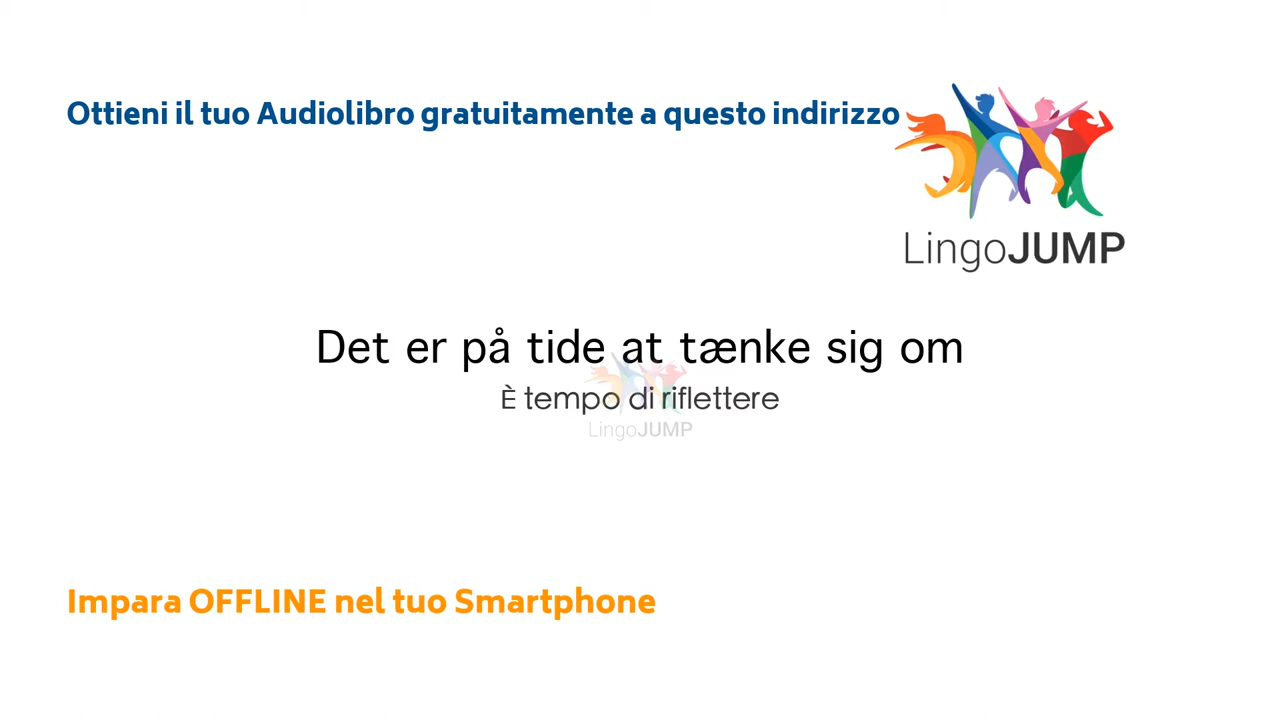 Ottieni il tuo Audiolibro gratuitamente a questo indirizzo
LingoJUMP
Det er på tide at tænke sig om
È tempo di riflettere
LingoJUMP
Impara OFFLINE nel tuo Smartphone